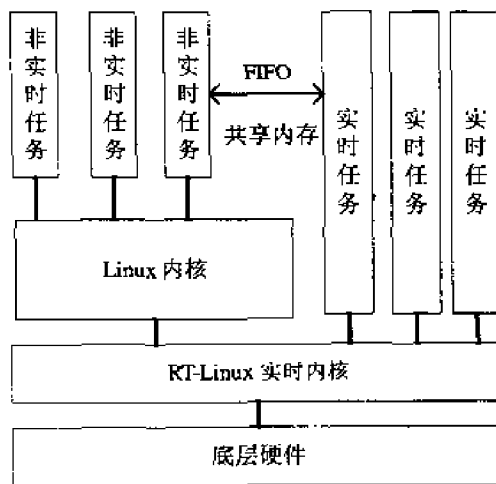 非实时任务
非实时任务
非实时任务
FIFO
共享内存
实时任务
实时任务
实时任务
Linux 内核
RT-Linux 实时内核
底层硬件